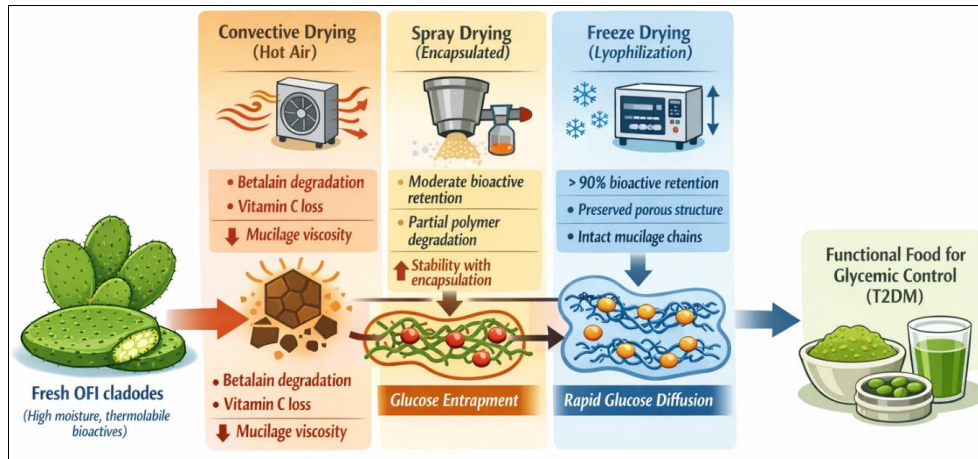 Convective Drying
(Hot Air)
• Betalain degradation
• Vitamin C loss
Mucilage viscosity
• Betalain degradation
• Vitamin C loss
Mucilage viscosity
Spray Drying
(Encapsulated)
• Moderate bioactive
retention
• Partial polymer
degradation
Stability with
encapsulation
Glucose Entrapment
Freeze Drying
(Lyophilization)
> 90% bioactive retention
• Preserved porous structure
• Intact mucilage chains
Rapid Glucose Diffusion
Fresh OFI cladodes
(High moisture, thermolabile
bioactives)
Functional Food for
Glycemic Control
(T2DM)